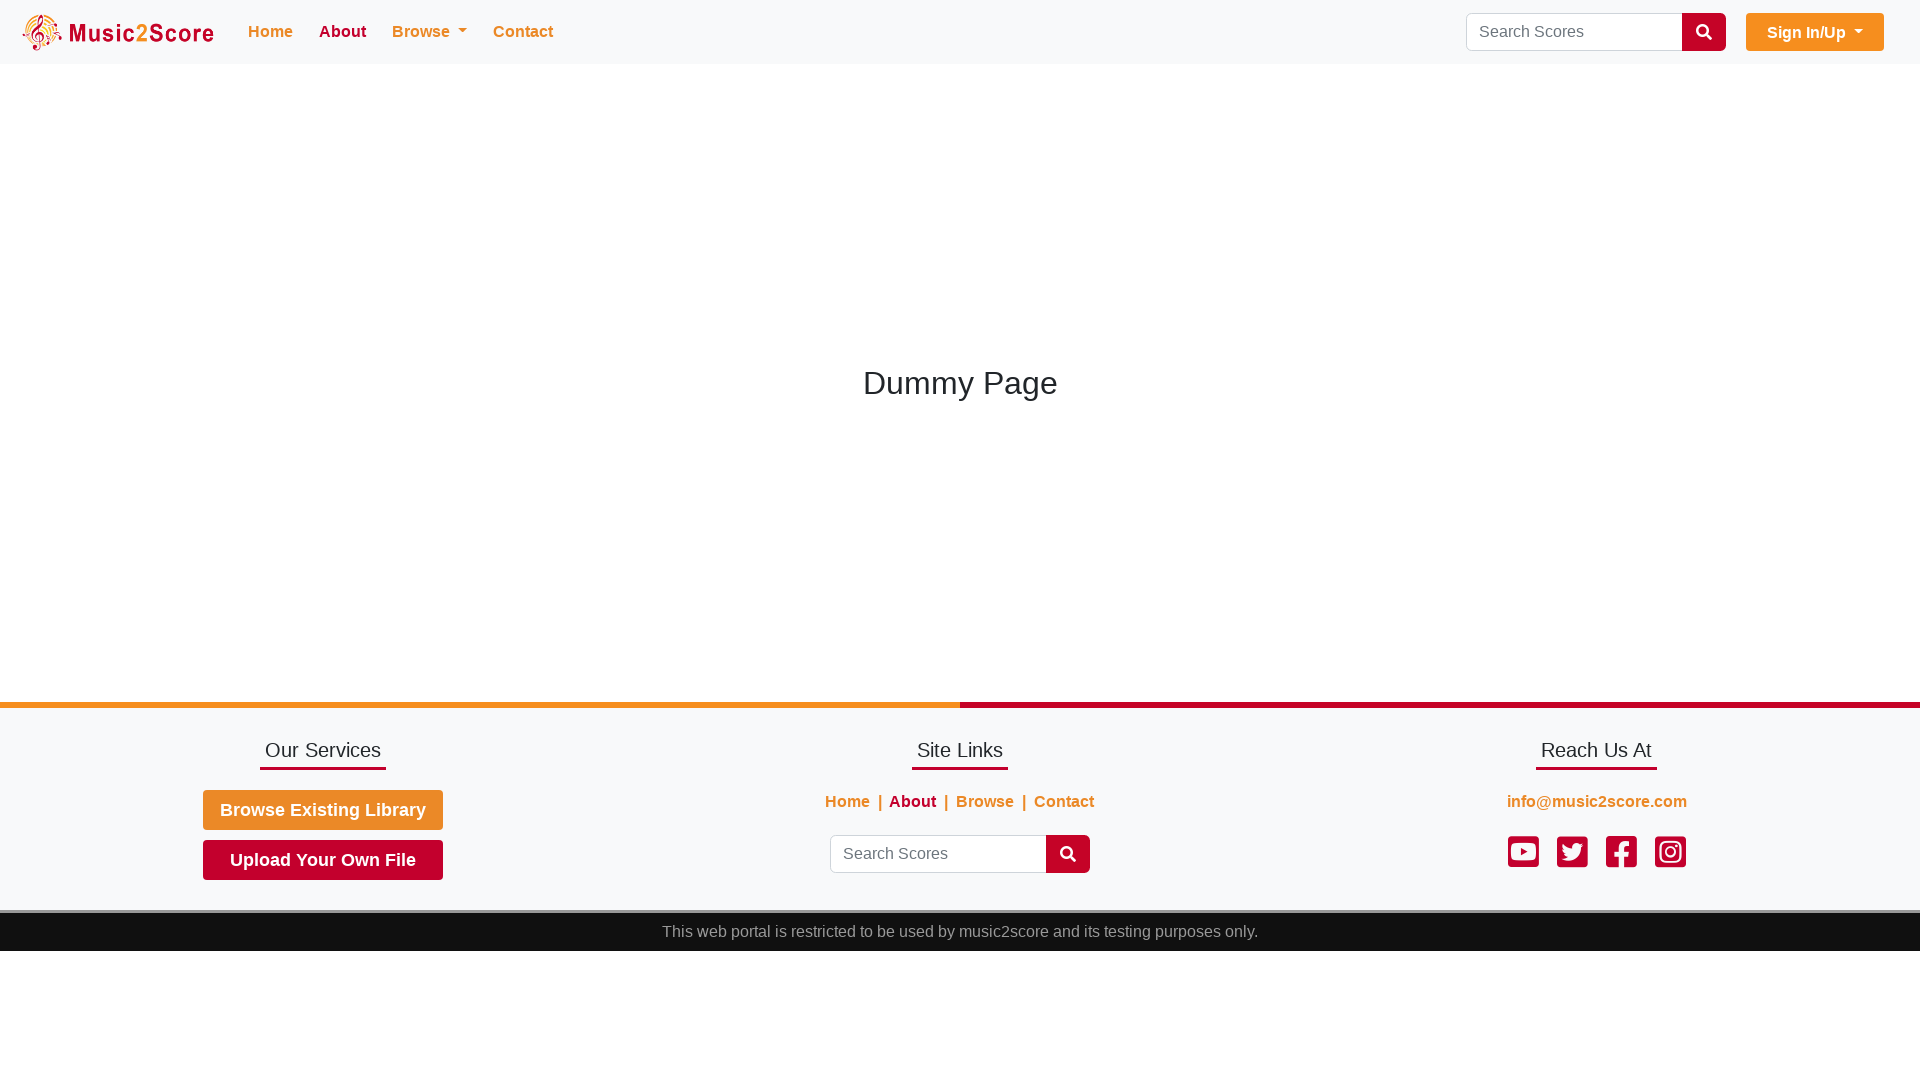 Music2Score
Home About Browse Contact
Search Scores
Sign In/Up
Dummy Page
Our Services
Browse Existing Library
Upload Your Own File
Site Links
Home | About | Browse | Contact
Search Scores
Reach Us At
info@music2score.com
This web portal is restricted to be used by music2score and its testing purposes only.